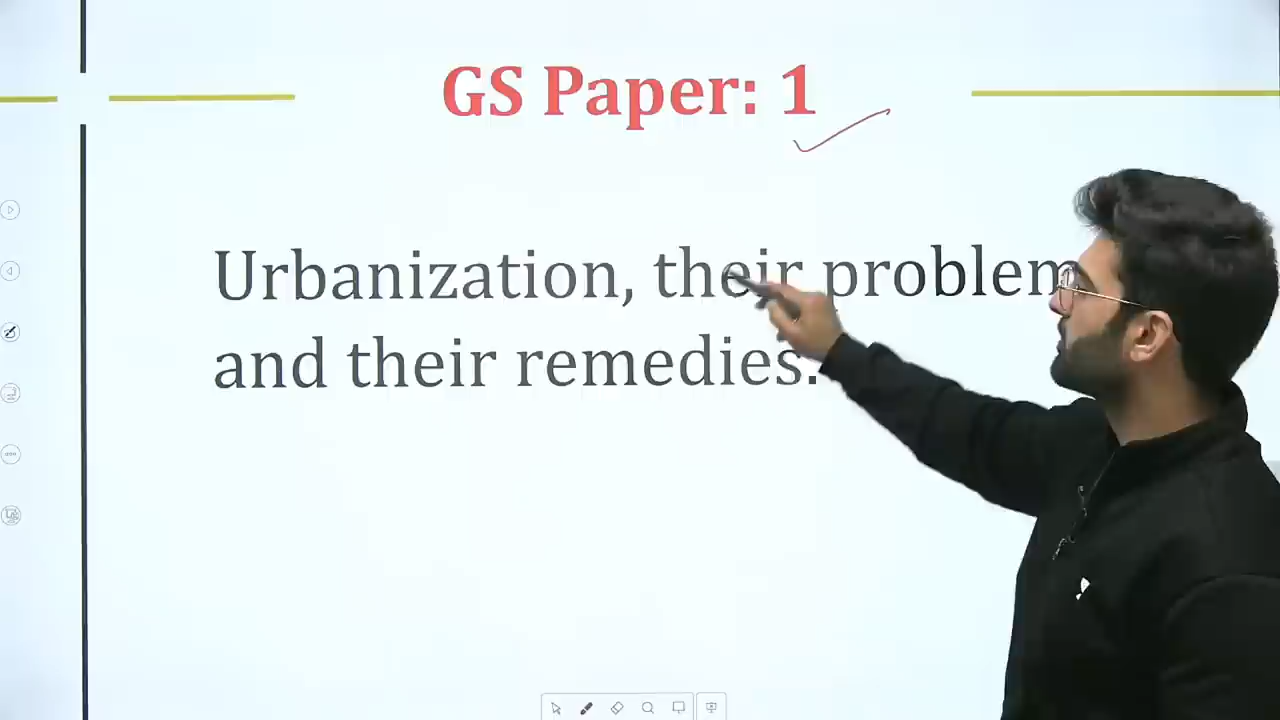 GS Paper: 1
Urbanization, their problem
and their remedies.